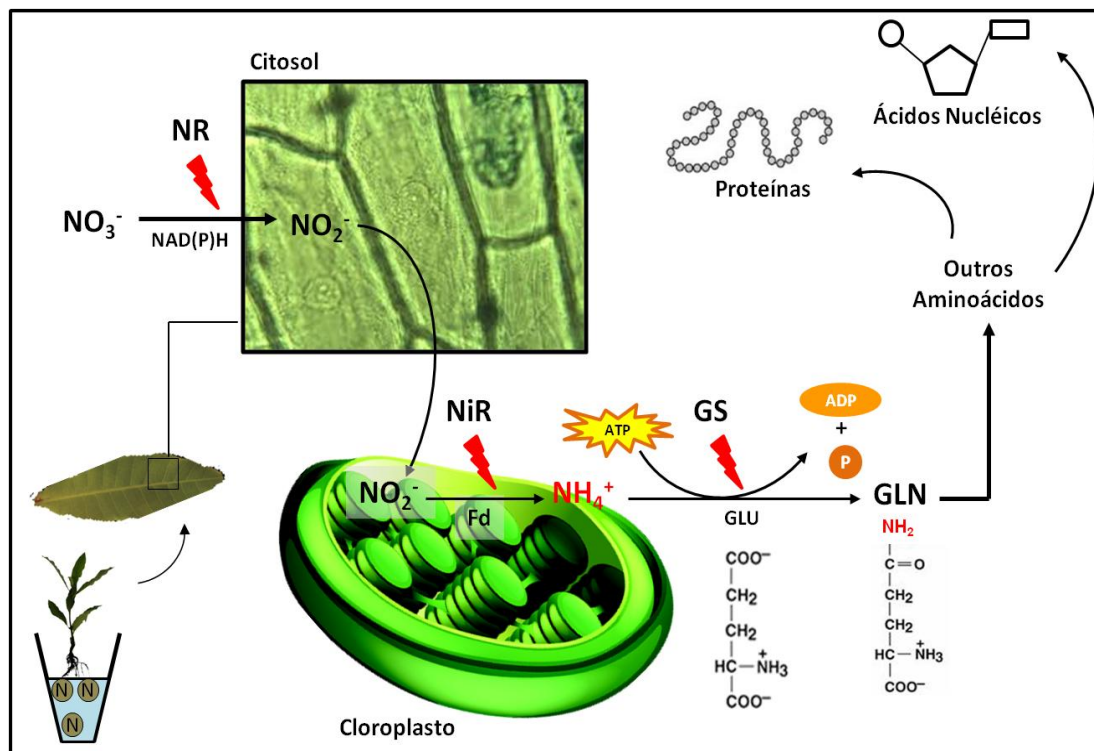 Citosol
NR
NO3-
NAD(P)H
NO2-
Ácidos Nucléicos
Proteínas
Outros
Aminoácidos
NiR
ATP
GS
ADP
+
P
NO2-
Fd
NH4+
GLU
GLN
COO–
CH2
CH2
HC–NH3+
COO–
NH2
C=O
CH2
CH2
HC–NH3+
COO–
N N
N
Cloroplasto